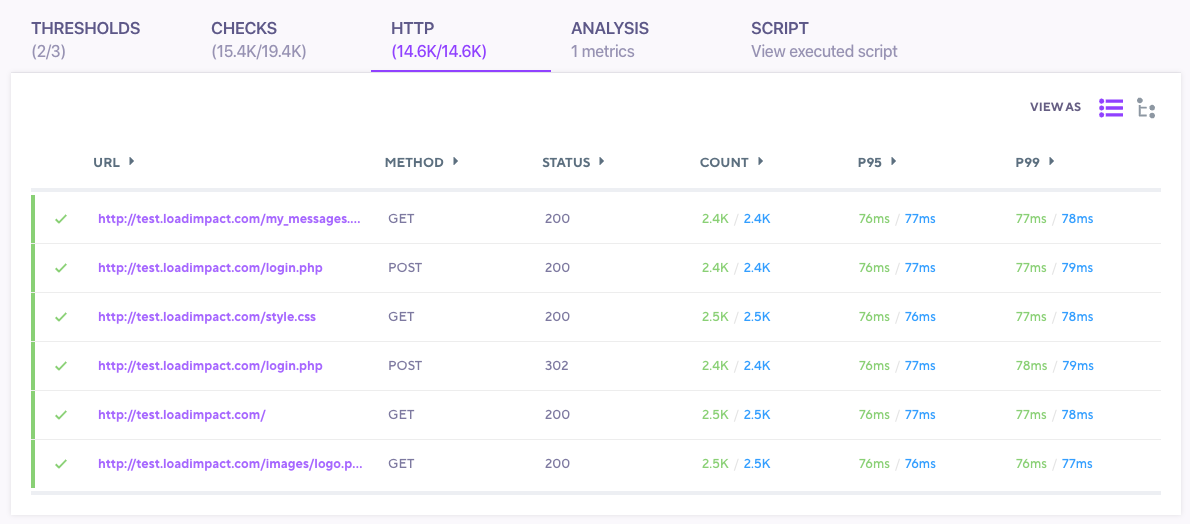 THRESHOLDS CHECKS HTTP ANALYSIS SCRIPT
(2/3) (15.4K/19.4K) (14.6K/14.6K) 1 metrics View executed script
VIEW AS
URL METHOD STATUS COUNT P95 P99
http://test.loadimpact.com/my_messages.... GET 200 2.4K / 2.4K 76ms / 77ms 77ms / 78ms
http://test.loadimpact.com/login.php POST 200 2.4K / 2.4K 76ms / 77ms 77ms / 79ms
http://test.loadimpact.com/style.css GET 200 2.5K / 2.5K 76ms / 76ms 77ms / 78ms
http://test.loadimpact.com/login.php POST 302 2.4K / 2.4K 76ms / 77ms 78ms / 79ms
http://test.loadimpact.com/ GET 200 2.5K / 2.5K 76ms / 77ms 77ms / 78ms
http://test.loadimpact.com/images/logo.p... GET 200 2.5K / 2.5K 76ms / 76ms 76ms / 77ms